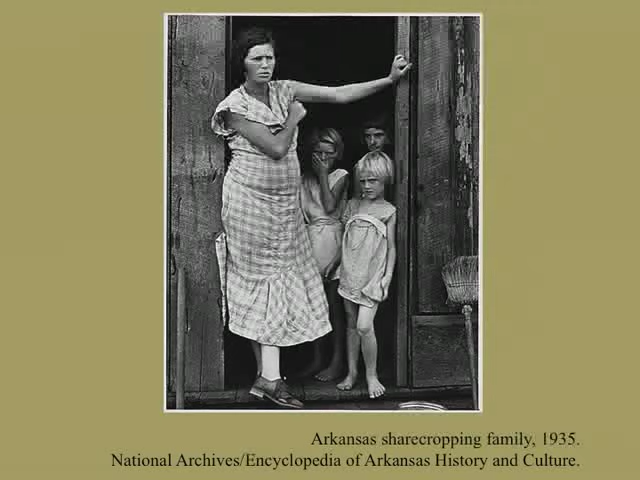 Arkansas sharecropping family, 1935.
National Archives/Encyclopedia of Arkansas History and Culture.